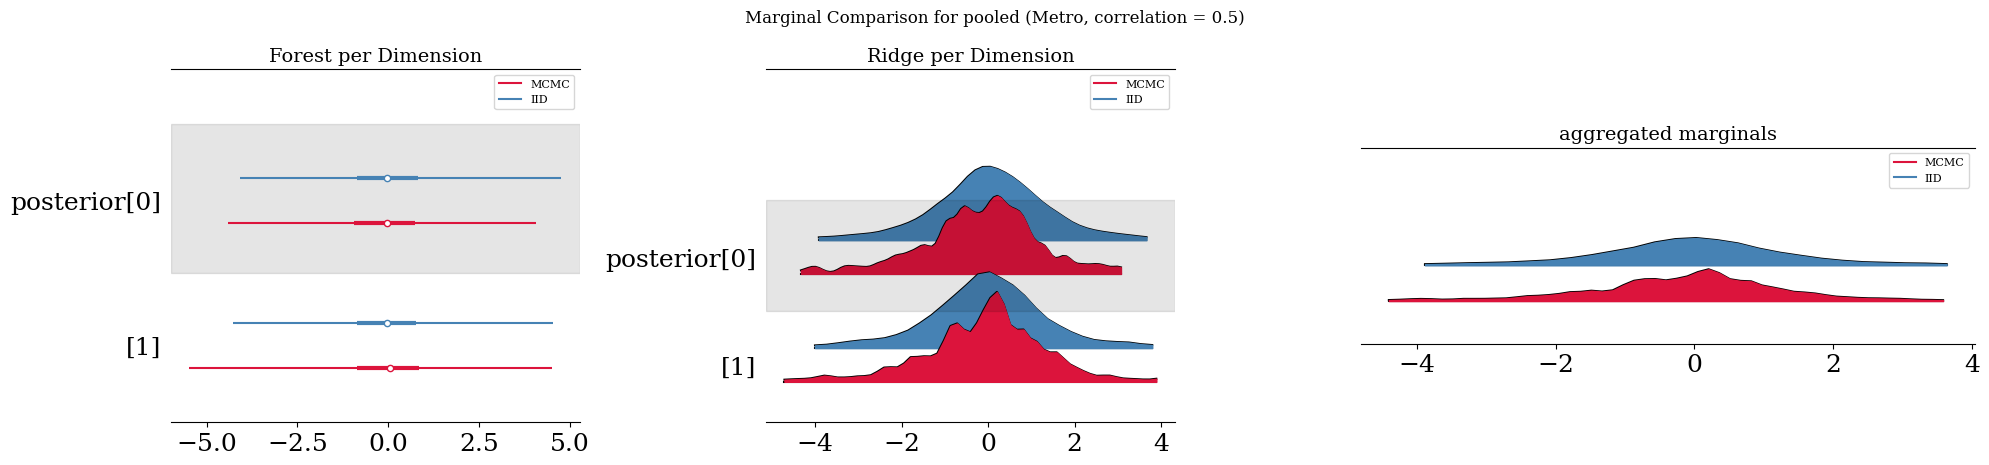 Marginal Comparison for pooled (Metro, correlation = 0.5)
Forest per Dimension
MCMC
IID
posterior[0]
[1]
−5.0 −2.5 0.0 2.5 5.0
Ridge per Dimension
MCMC
IID
posterior[0]
[1]
−4 −2 0 2 4
aggregated marginals
MCMC
IID
−4 −2 0 2 4